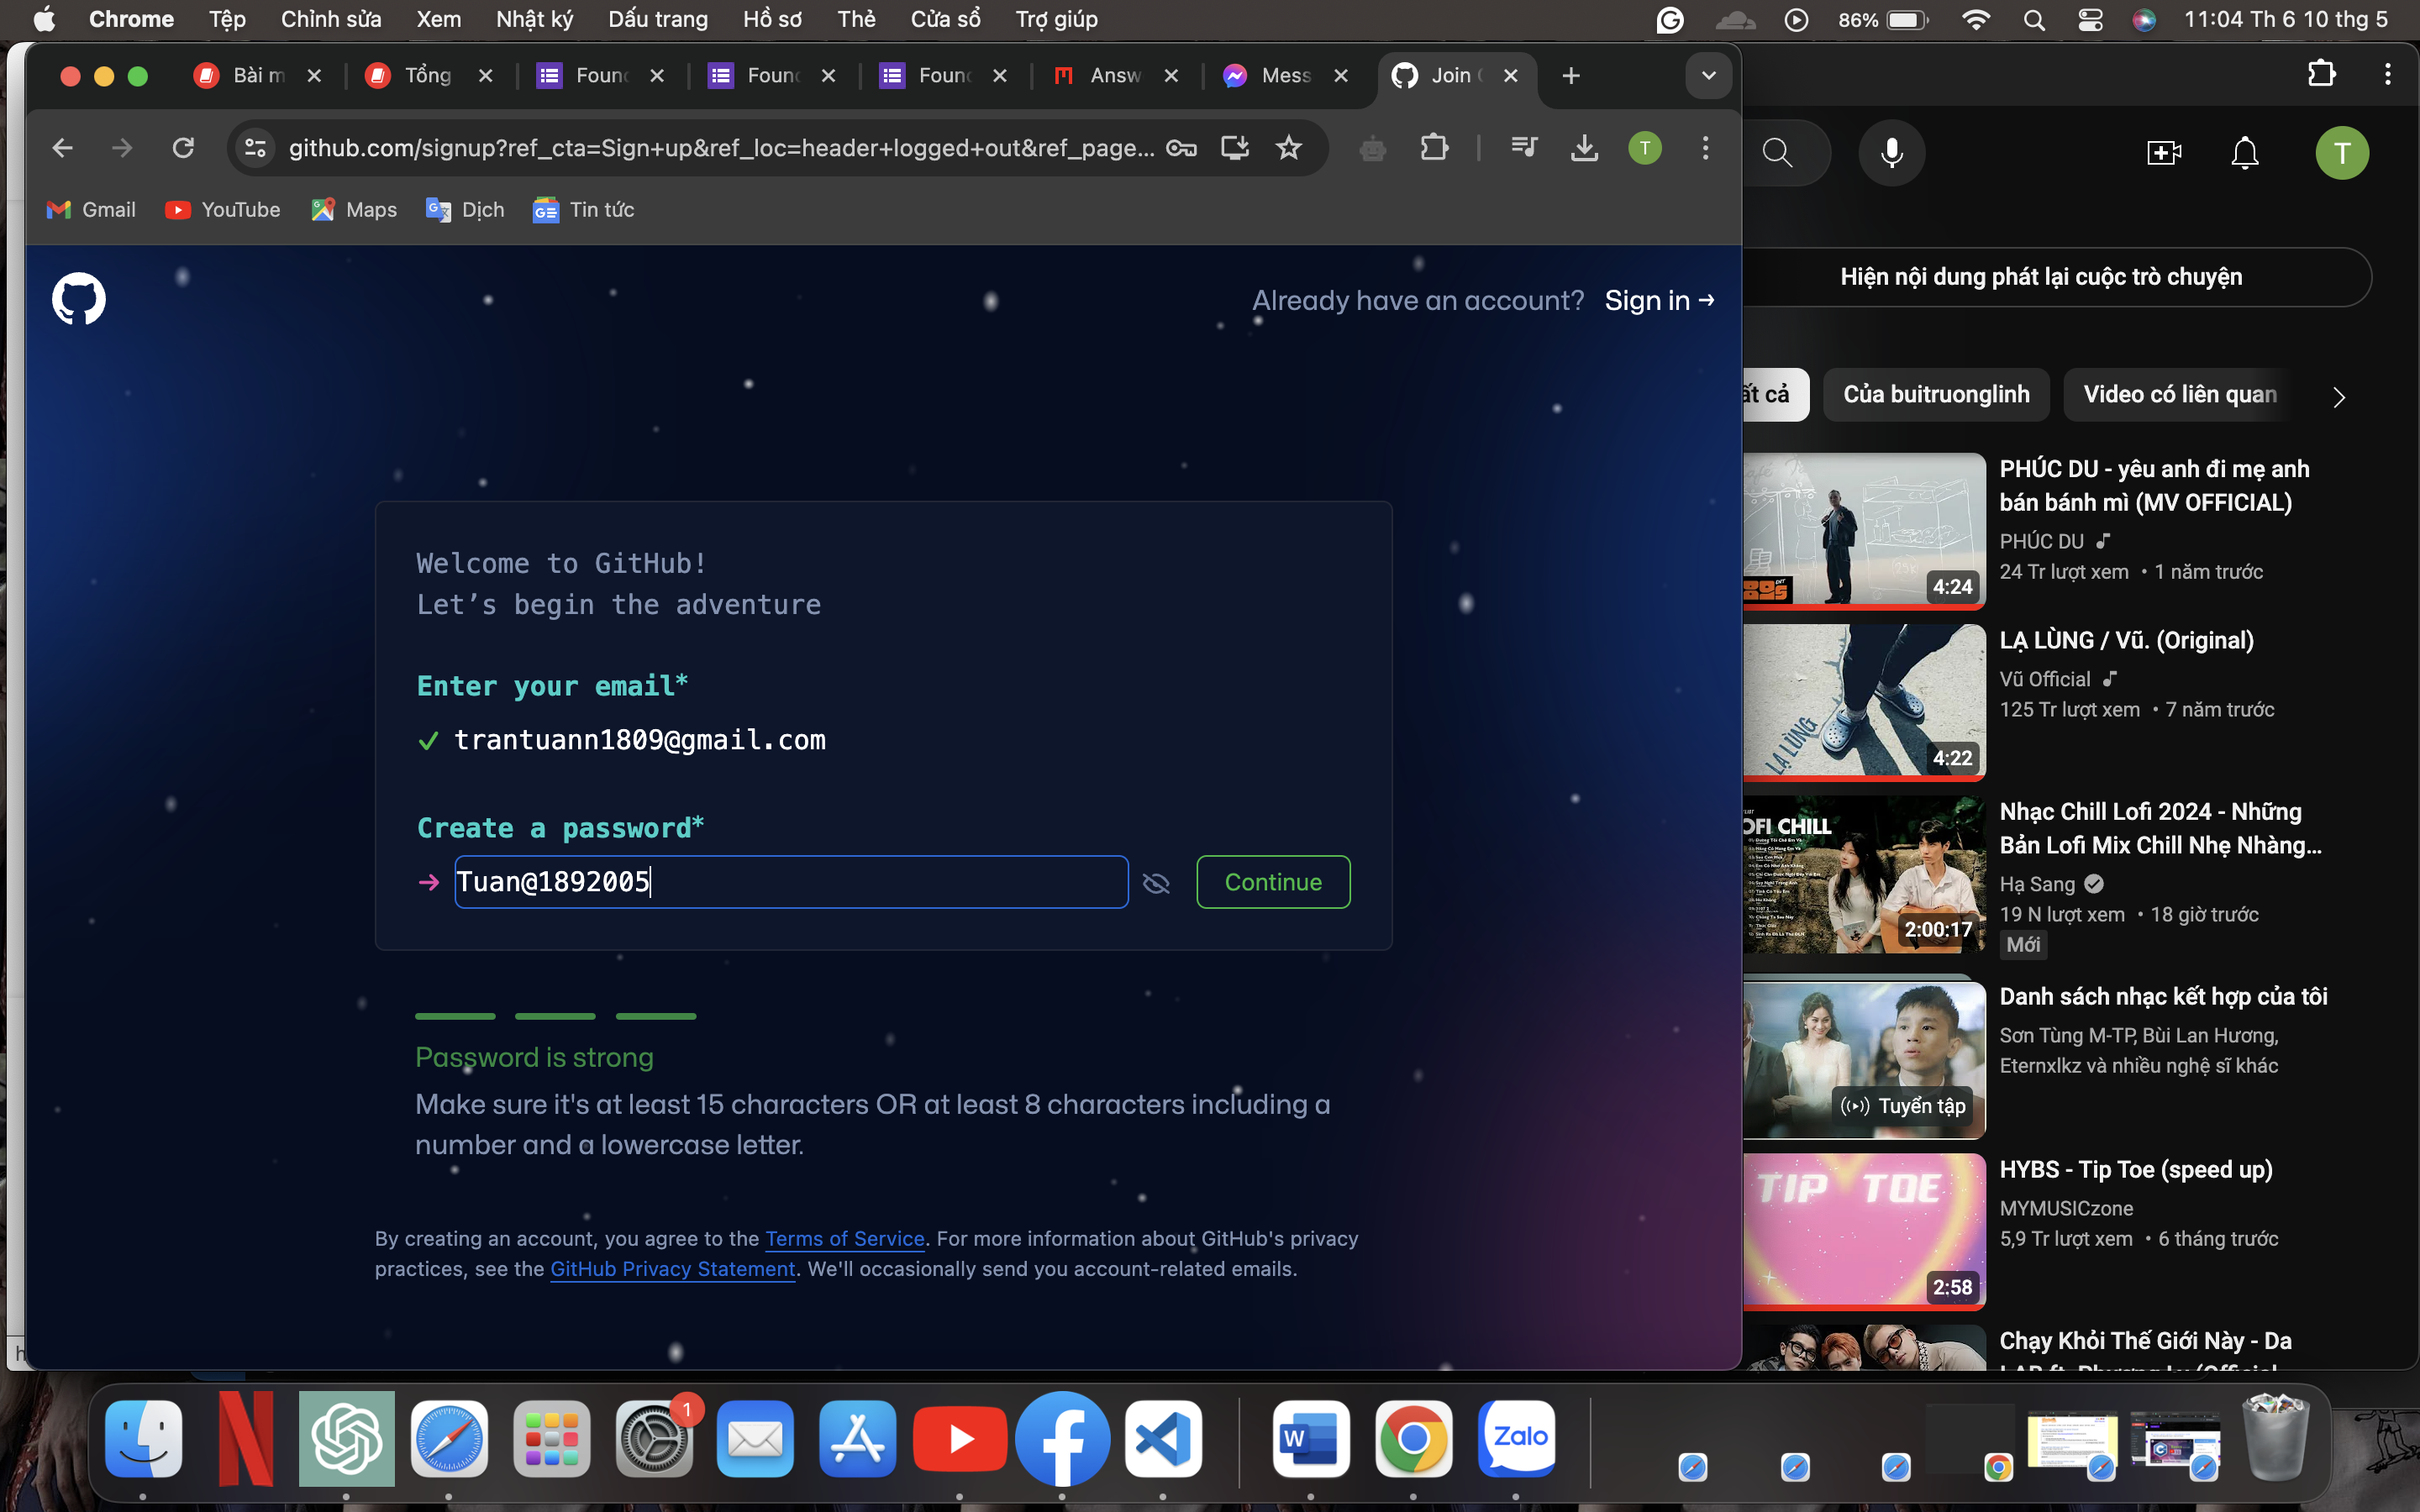 Chrome Tệp Chỉnh sửa Xem Nhật ký Dấu trang Hồ sơ Thẻ Cửa sổ Trợ giúp 86% 11:04 Th 6 10 thg 5
Bài m Tổng Foun Foun Foun Answ Mess Join
github.com/signup?ref_cta=Sign+up&ref_loc=header+logged+out&ref_page... T
Gmail YouTube Maps Dịch Tin tức
Already have an account? Sign in →
Welcome to GitHub!
Let’s begin the adventure
Enter your email*
✓ trantuann1809@gmail.com
Create a password*
→ Tuan@1892005 Continue
Password is strong
Make sure it's at least 15 characters OR at least 8 characters including a
number and a lowercase letter.
By creating an account, you agree to the Terms of Service. For more information about GitHub's privacy
practices, see the GitHub Privacy Statement. We'll occasionally send you account-related emails.
T
Hiện nội dung phát lại cuộc trò chuyện
ất cả Của buitruonglinh Video có liên quan
PHÚC DU - yêu anh đi mẹ anh
bán bánh mì (MV OFFICIAL)
PHÚC DU
24 Tr lượt xem • 1 năm trước
4:24
LẠ LÙNG / Vũ. (Original)
Vũ Official
125 Tr lượt xem • 7 năm trước
LẠ LÙNG
4:22
Nhạc Chill Lofi 2024 - Những
Bản Lofi Mix Chill Nhẹ Nhàng...
Hạ Sang
19 N lượt xem • 18 giờ trước
Mới
OFI CHILL
2:00:17
Danh sách nhạc kết hợp của tôi
Sơn Tùng M-TP, Bùi Lan Hương,
Eternxlkz và nhiều nghệ sĩ khác
Tuyển tập
HYBS - Tip Toe (speed up)
MYMUSICzone
5,9 Tr lượt xem • 6 tháng trước
TIP TOE
2:58
Chạy Khỏi Thế Giới Này - Da
h
1
W
Zalo